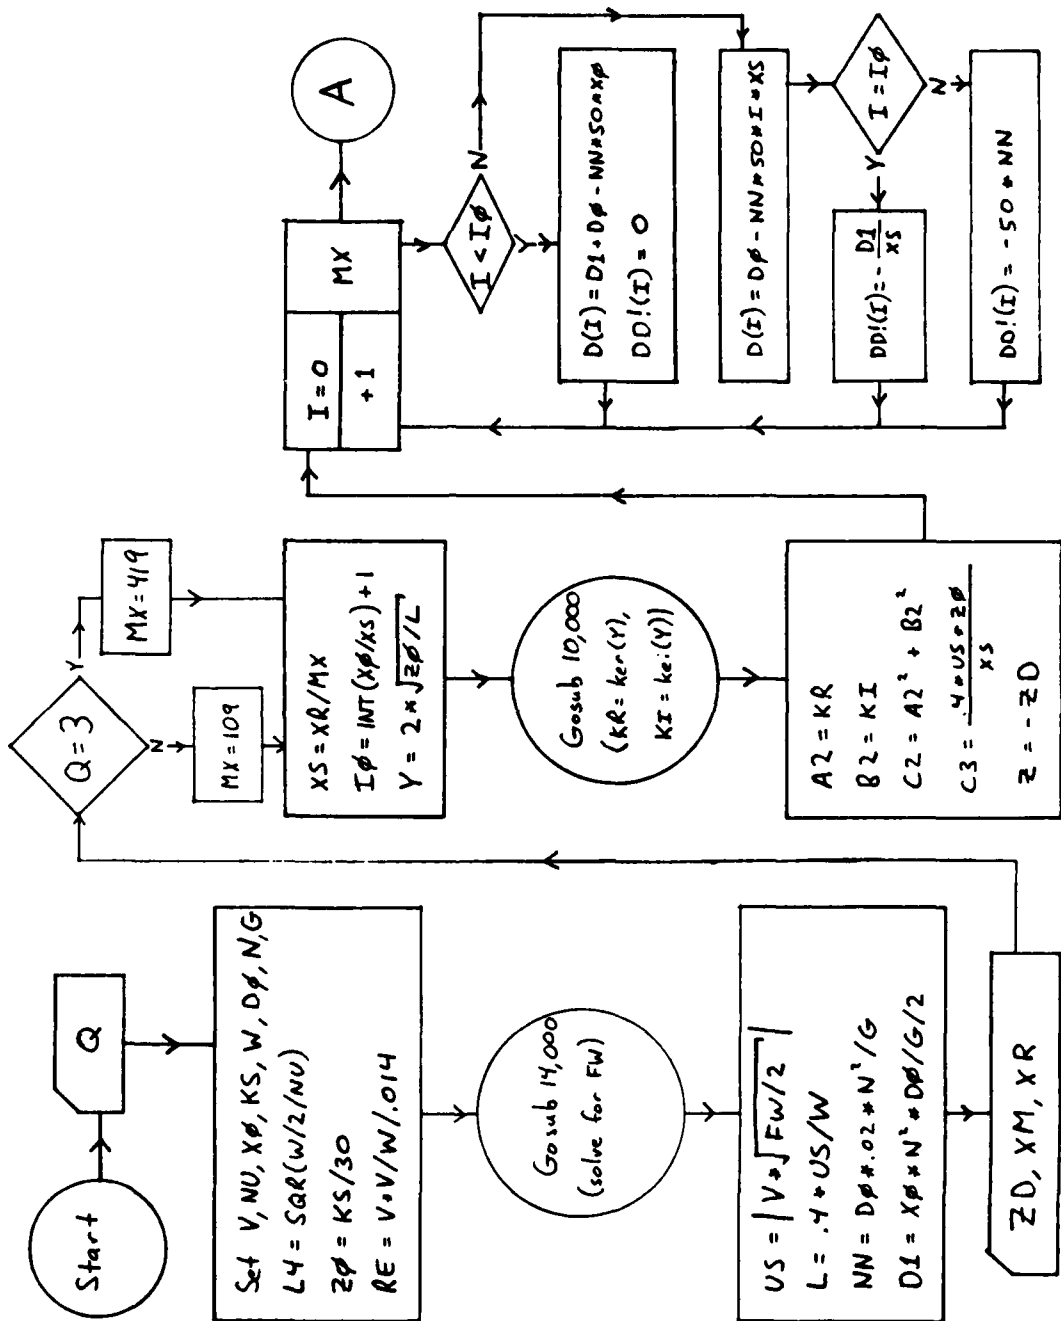 Start
Q
Set V, NU, XØ, KS, W, DØ, N, G
L4 = SQR(W/2/NU)
ZØ = KS/30
RE = V*V/W/.014
Gosub 14,000
(solve for FW)
US = |V*√FW/2|
L = .4*US/W
NN = DØ*.02*N²/G
D1 = XØ*N²*DØ/G/2
ZD, XM, XR
Q=3
Y
N
MX=419
MX=109
XS=XR/MX
IØ=INT(XØ/XS)+1
Y = 2*√ZØ/L
Gosub 10,000
(KR=ker(Y),
KI=kei(Y))
A2=KR
B2=KI
C2=A2²+B2²
C3=.4*US*ZØ/XS
Z=-ZD
I=0
MX
+1
A
I<IØ
N
Y
D(I)=D1+DØ-NN*50*XØ
DD!(I)=0
D(I)=DØ-NN*50*I*XS
I=IØ
Y
N
DD!(I)=-D1/XS
DD!(I)=-50*NN